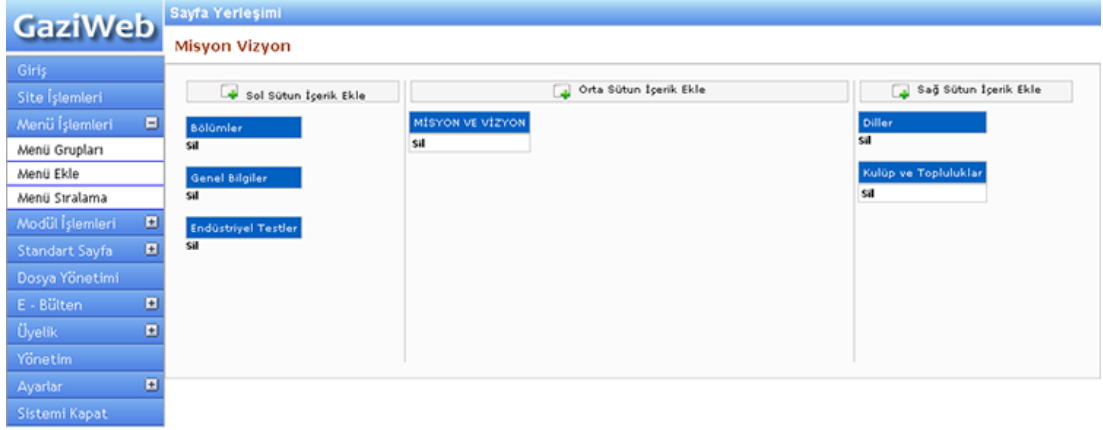 GaziWeb
Giriş
Site İşlemleri
Menü İşlemleri
Menü Grupları
Menü Ekle
Menü Sıralama
Modül İşlemleri
Standart Sayfa
Dosya Yönetimi
E - Bülten
Üyelik
Yönetim
Ayarlar
Sistemi Kapat
Sayfa Yerleşimi
Misyon Vizyon
Sol Sütun İçerik Ekle
Bölümler
Sil
Genel Bilgiler
Sil
Endüstriyel Testler
Sil
Orta Sütun İçerik Ekle
MİSYON VE VİZYON
Sil
Sağ Sütun İçerik Ekle
Diller
Sil
Kulüp ve Topluluklar
Sil